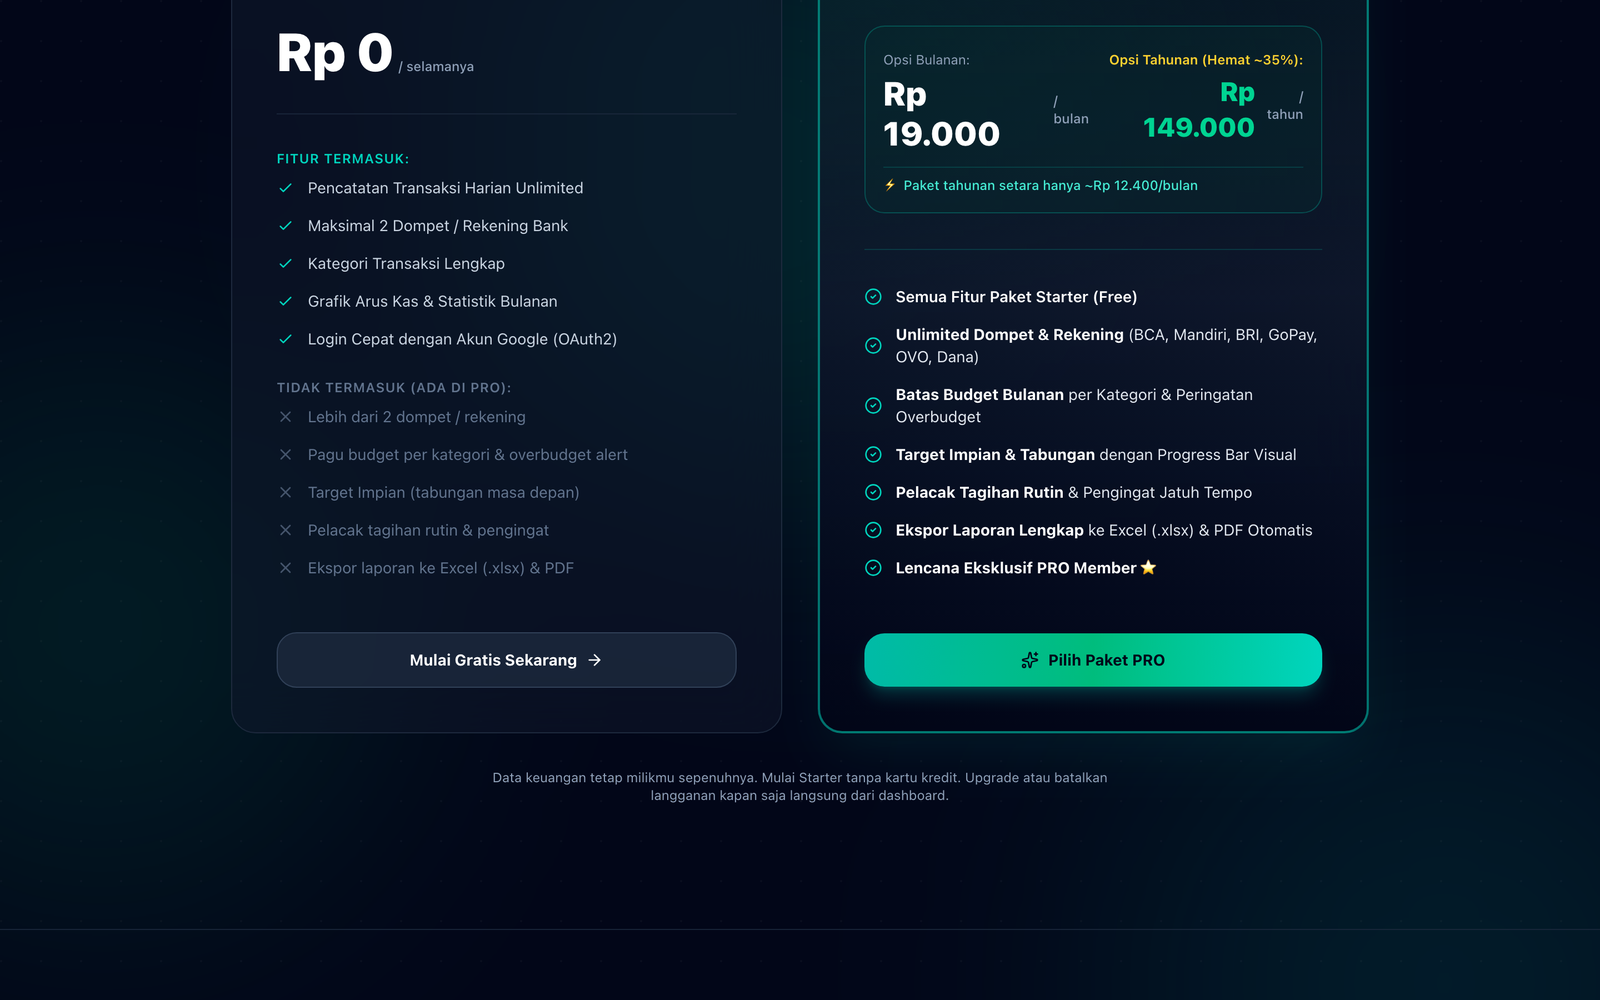 Rp 0 / selamanya
FITUR TERMASUK:
Pencatatan Transaksi Harian Unlimited
Maksimal 2 Dompet / Rekening Bank
Kategori Transaksi Lengkap
Grafik Arus Kas & Statistik Bulanan
Login Cepat dengan Akun Google (OAuth2)
TIDAK TERMASUK (ADA DI PRO):
Lebih dari 2 dompet / rekening
Pagu budget per kategori & overbudget alert
Target Impian (tabungan masa depan)
Pelacak tagihan rutin & pengingat
Ekspor laporan ke Excel (.xlsx) & PDF
Mulai Gratis Sekarang →
Opsi Bulanan:
Rp
19.000
/
bulan
Opsi Tahunan (Hemat ~35%):
Rp
149.000
/
tahun
⚡ Paket tahunan setara hanya ~Rp 12.400/bulan
Semua Fitur Paket Starter (Free)
Unlimited Dompet & Rekening (BCA, Mandiri, BRI, GoPay,
OVO, Dana)
Batas Budget Bulanan per Kategori & Peringatan
Overbudget
Target Impian & Tabungan dengan Progress Bar Visual
Pelacak Tagihan Rutin & Pengingat Jatuh Tempo
Ekspor Laporan Lengkap ke Excel (.xlsx) & PDF Otomatis
Lencana Eksklusif PRO Member ⭐
Pilih Paket PRO
Data keuangan tetap milikmu sepenuhnya. Mulai Starter tanpa kartu kredit. Upgrade atau batalkan
langganan kapan saja langsung dari dashboard.